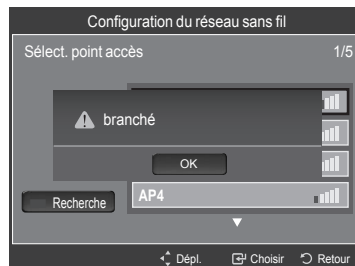 Configuration du réseau sans fil
Sélect. point accès 1/5
branché
OK
Recherche
AP4
Dépl. Choisir Retour